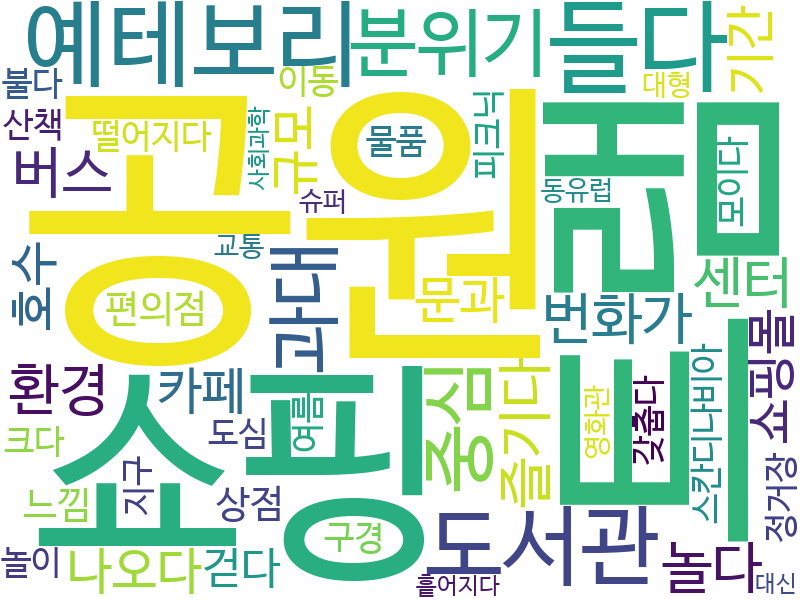 예테보리
분위기
들다
기간
불다
이동
대형
산책
떨어지다
사회과학
규모
물품
피크닉
버스
공원
트램
모이다
슈퍼
동유럽
교통
호수
과대
편의점
문과
번화가
센터
환경
카페
쇼핑
중심
즐기다
영화관
갖춥다
스칸디나비아
쇼핑몰
크다
도심
여름
지구
느낌
상점
구경
도서관
정거장
놀이
나오다
걷다
흩어지다
놀다
대신